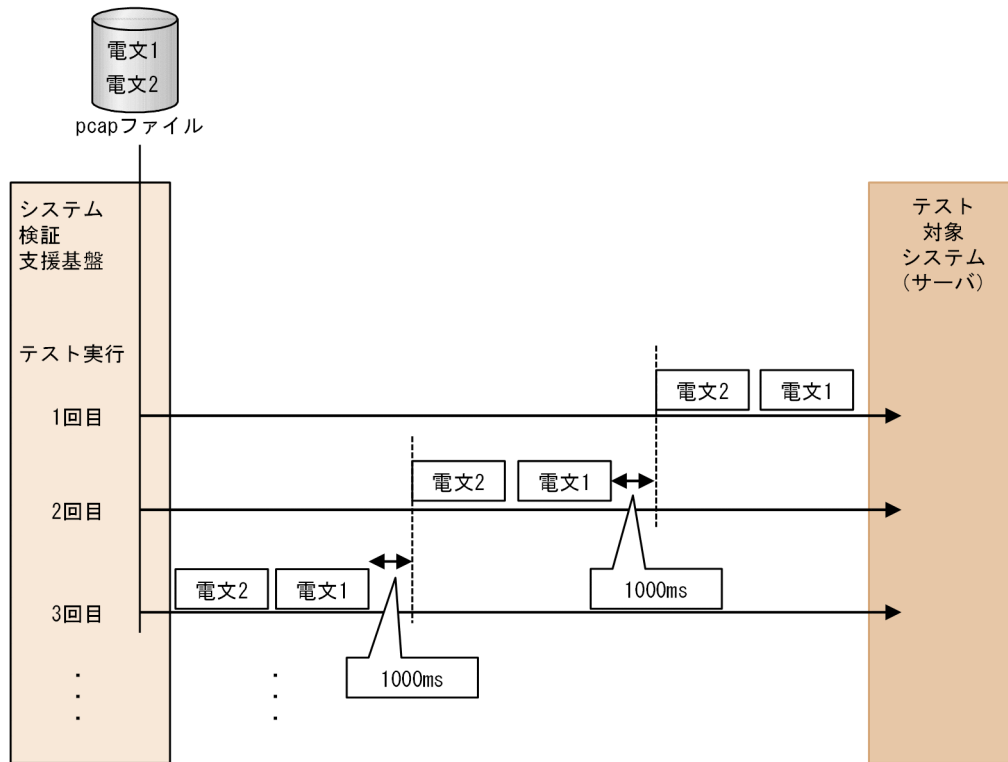 電文1
電文2
pcapファイル
システム
検証
支援基盤
テスト
対象
システム
(サーバ)
テスト実行
1回目
電文2
電文1
2回目
電文2
電文1
1000ms
3回目
電文2
電文1
1000ms